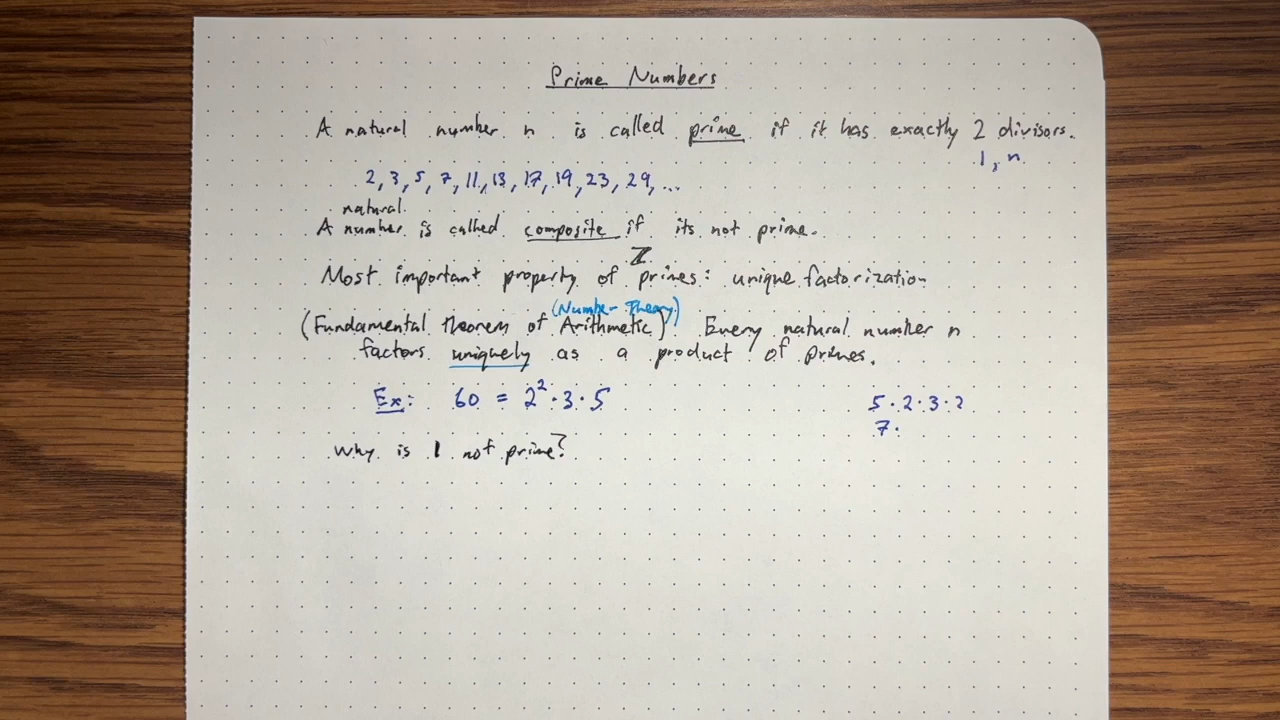 Prime Numbers
A natural number n is called prime if it has exactly 2 divisors.
1, n
2, 3, 5, 7, 11, 13, 17, 19, 23, 29, ...
natural
A number is called composite if its not prime.
ℤ
Most important property of primes: unique factorization
(Number Theory)
(Fundamental theorem of Arithmetic) Every natural number n
factors uniquely as a product of primes.
Ex: 60 = 2²·3·5
5·2·3·2
7·
Why is 1 not prime?